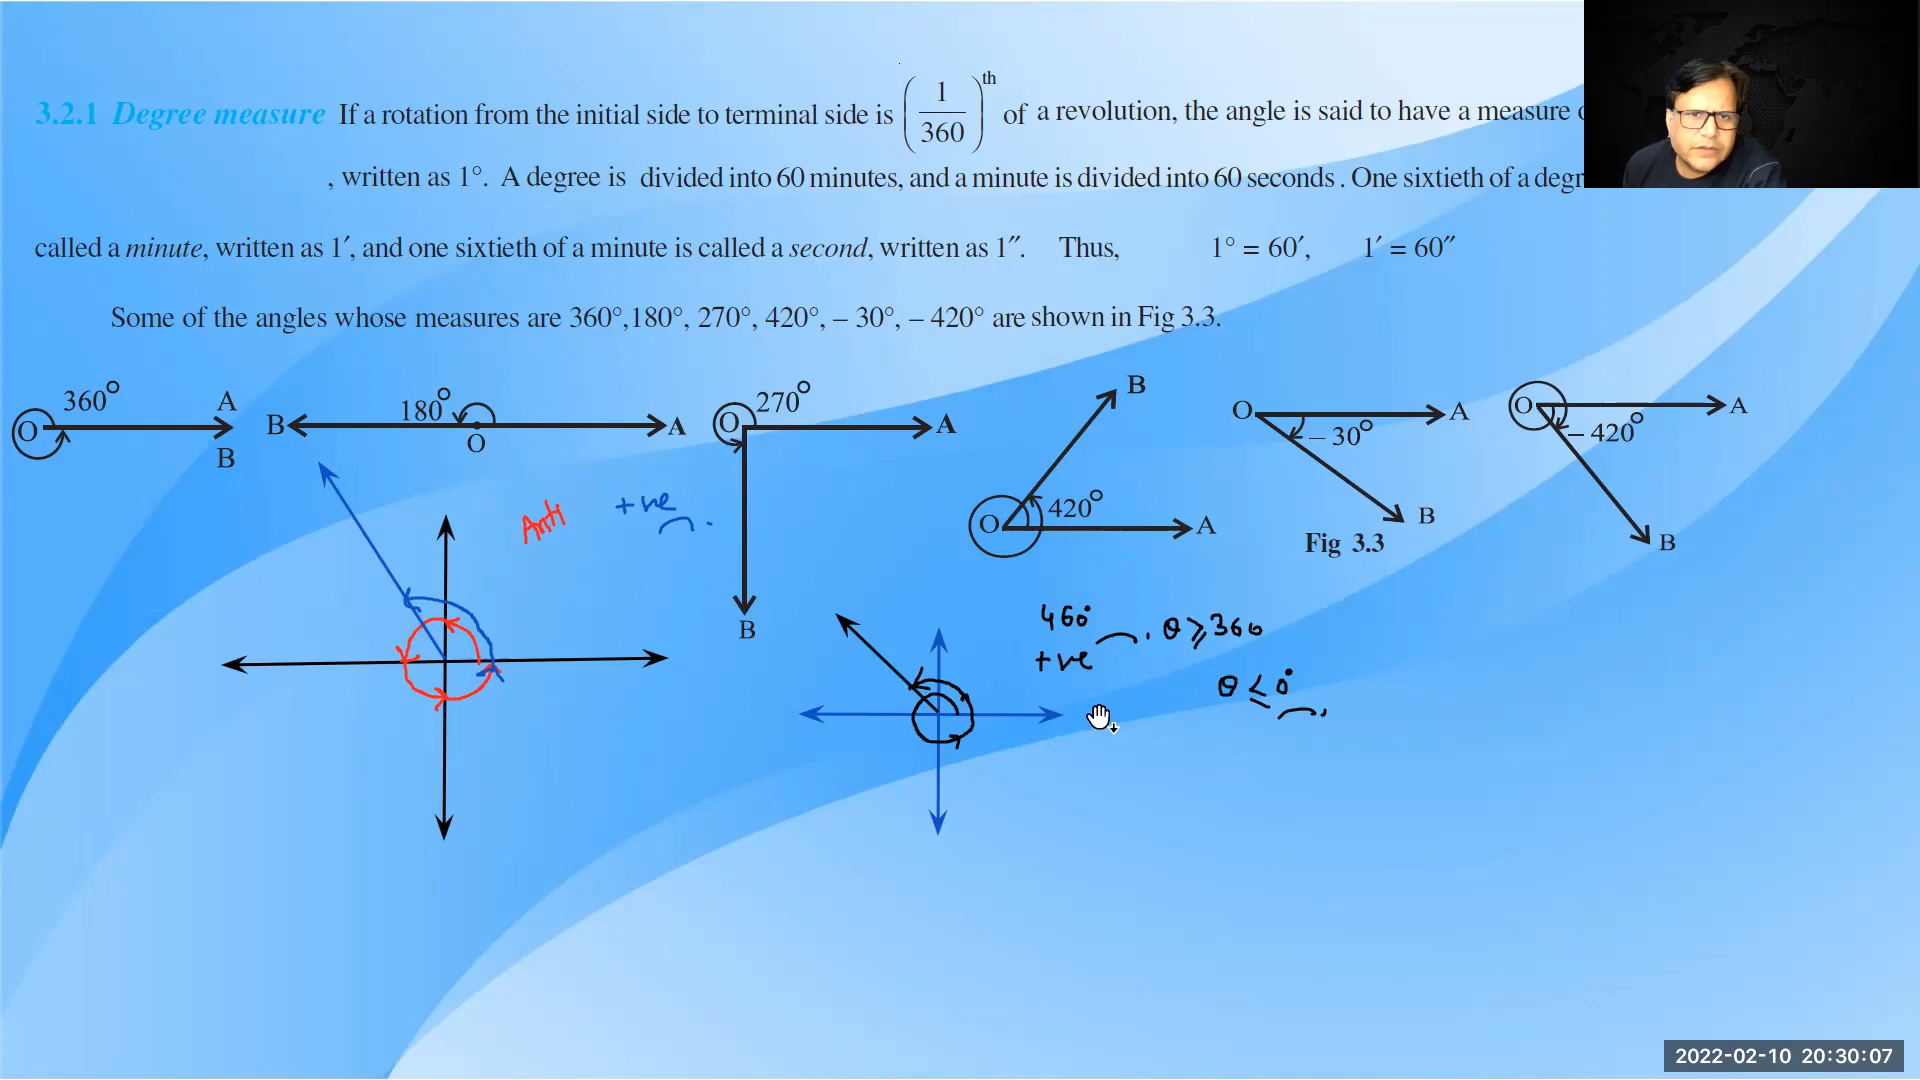 3.2.1 Degree measure If a rotation from the initial side to terminal side is (1/360)th of a revolution, the angle is said to have a measure
, written as 1°. A degree is divided into 60 minutes, and a minute is divided into 60 seconds . One sixtieth of a degr
called a minute, written as 1′, and one sixtieth of a minute is called a second, written as 1″. Thus, 1° = 60′, 1′ = 60″
Some of the angles whose measures are 360°,180°, 270°, 420°, – 30°, – 420° are shown in Fig 3.3.
O 360° A B
B 180° O A
O 270° A B
O 420° A B
O – 30° A B
O – 420° A B
Fig 3.3
Anti +ve
460° θ ⩾ 360
+ve
θ < 0°
2022-02-10 20:30:07